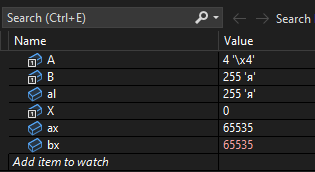 Search (Ctrl+E) Search
Name Value
A 4 '\x4'
B 255 'я'
al 255 'я'
X 0
ax 65535
bx 65535
Add item to watch